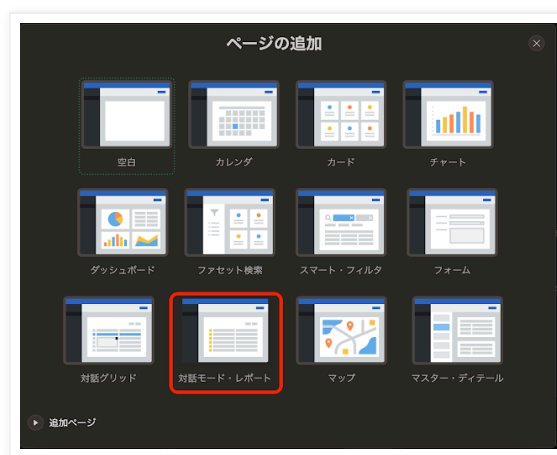 ページの追加
空白
カレンダ
カード
チャート
ダッシュボード
ファセット検索
スマート・フィルタ
フォーム
対話グリッド
対話モード・レポート
マップ
マスター・ディテール
追加ページ